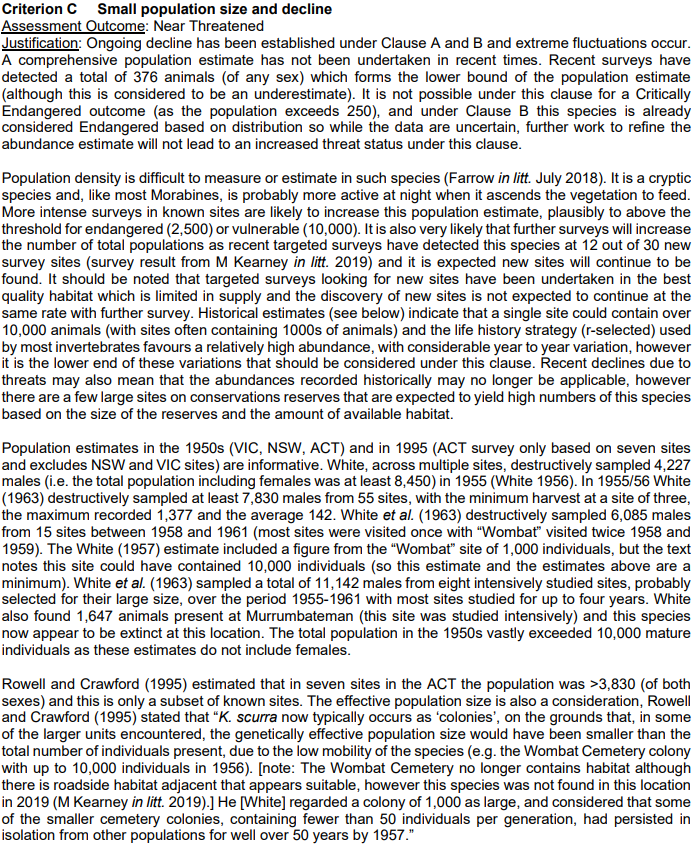 Criterion C Small population size and decline
Assessment Outcome: Near Threatened
Justification: Ongoing decline has been established under Clause A and B and extreme fluctuations occur.
A comprehensive population estimate has not been undertaken in recent times. Recent surveys have
detected a total of 376 animals (of any sex) which forms the lower bound of the population estimate
(although this is considered to be an underestimate). It is not possible under this clause for a Critically
Endangered outcome (as the population exceeds 250), and under Clause B this species is already
considered Endangered based on distribution so while the data are uncertain, further work to refine the
abundance estimate will not lead to an increased threat status under this clause.
Population density is difficult to measure or estimate in such species (Farrow in litt. July 2018). It is a cryptic
species and, like most Morabines, is probably more active at night when it ascends the vegetation to feed.
More intense surveys in known sites are likely to increase this population estimate, plausibly to above the
threshold for endangered (2,500) or vulnerable (10,000). It is also very likely that further surveys will increase
the number of total populations as recent targeted surveys have detected this species at 12 out of 30 new
survey sites (survey result from M Kearney in litt. 2019) and it is expected new sites will continue to be
found. It should be noted that targeted surveys looking for new sites have been undertaken in the best
quality habitat which is limited in supply and the discovery of new sites is not expected to continue at the
same rate with further survey. Historical estimates (see below) indicate that a single site could contain over
10,000 animals (with sites often containing 1000s of animals) and the life history strategy (r-selected) used
by most invertebrates favours a relatively high abundance, with considerable year to year variation, however
it is the lower end of these variations that should be considered under this clause. Recent declines due to
threats may also mean that the abundances recorded historically may no longer be applicable, however
there are a few large sites on conservations reserves that are expected to yield high numbers of this species
based on the size of the reserves and the amount of available habitat.
Population estimates in the 1950s (VIC, NSW, ACT) and in 1995 (ACT survey only based on seven sites
and excludes NSW and VIC sites) are informative. White, across multiple sites, destructively sampled 4,227
males (i.e. the total population including females was at least 8,450) in 1955 (White 1956). In 1955/56 White
(1963) destructively sampled at least 7,830 males from 55 sites, with the minimum harvest at a site of three,
the maximum recorded 1,377 and the average 142. White et al. (1963) destructively sampled 6,085 males
from 15 sites between 1958 and 1961 (most sites were visited once with “Wombat” visited twice 1958 and
1959). The White (1957) estimate included a figure from the “Wombat” site of 1,000 individuals, but the text
notes this site could have contained 10,000 individuals (so this estimate and the estimates above are a
minimum). White et al. (1963) sampled a total of 11,142 males from eight intensively studied sites, probably
selected for their large size, over the period 1955-1961 with most sites studied for up to four years. White
also found 1,647 animals present at Murrumbateman (this site was studied intensively) and this species
now appear to be extinct at this location. The total population in the 1950s vastly exceeded 10,000 mature
individuals as these estimates do not include females.
Rowell and Crawford (1995) estimated that in seven sites in the ACT the population was >3,830 (of both
sexes) and this is only a subset of known sites. The effective population size is also a consideration, Rowell
and Crawford (1995) stated that “K. scurra now typically occurs as ‘colonies’, on the grounds that, in some
of the larger units encountered, the genetically effective population size would have been smaller than the
total number of individuals present, due to the low mobility of the species (e.g. the Wombat Cemetery colony
with up to 10,000 individuals in 1956). [note: The Wombat Cemetery no longer contains habitat although
there is roadside habitat adjacent that appears suitable, however this species was not found in this location
in 2019 (M Kearney in litt. 2019).] He [White] regarded a colony of 1,000 as large, and considered that some
of the smaller cemetery colonies, containing fewer than 50 individuals per generation, had persisted in
isolation from other populations for well over 50 years by 1957.”